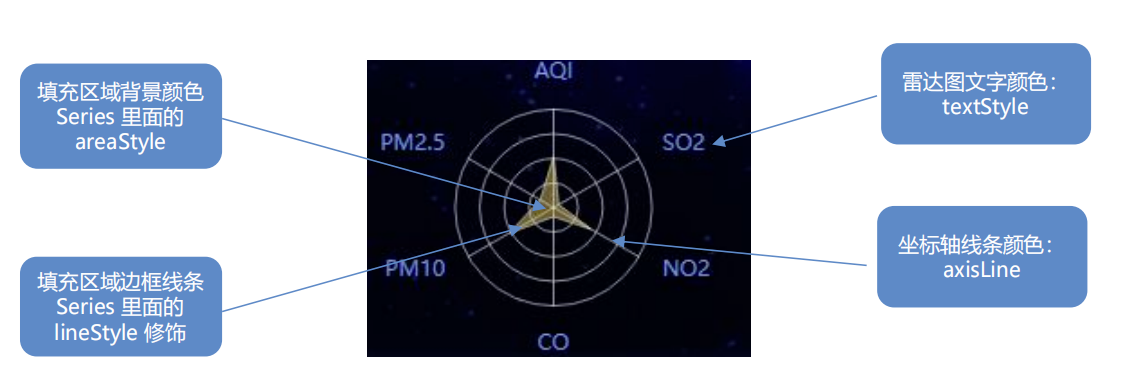 填充区域背景颜色
Series 里面的
areaStyle
填充区域边框线条
Series 里面的
lineStyle 修饰
AQI
PM2.5
SO2
PM10
NO2
CO
雷达图文字颜色：
textStyle
坐标轴线条颜色：
axisLine